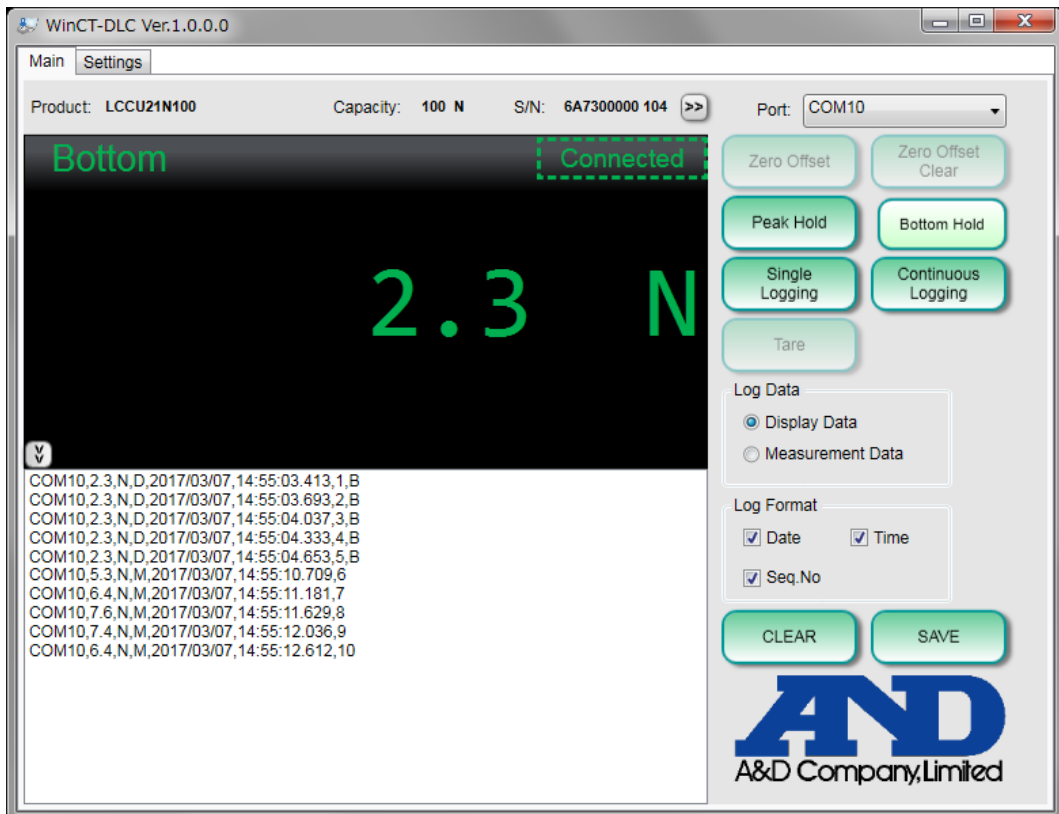 WinCT-DLC Ver.1.0.0.0
Main Settings
Product: LCCU21N100 Capacity: 100 N S/N: 6A7300000 104 >> Port: COM10
Bottom Connected
2.3 N
Zero Offset
Zero Offset
Clear
Peak Hold
Bottom Hold
Single
Logging
Continuous
Logging
Tare
Log Data
Display Data
Measurement Data
COM10,2.3,N,D,2017/03/07,14:55:03.413,1,B
COM10,2.3,N,D,2017/03/07,14:55:03.693,2,B
COM10,2.3,N,D,2017/03/07,14:55:04.037,3,B
COM10,2.3,N,D,2017/03/07,14:55:04.333,4,B
COM10,2.3,N,D,2017/03/07,14:55:04.653,5,B
COM10,5.3,N,M,2017/03/07,14:55:10.709,6
COM10,6.4,N,M,2017/03/07,14:55:11.181,7
COM10,7.6,N,M,2017/03/07,14:55:11.629,8
COM10,7.4,N,M,2017/03/07,14:55:12.036,9
COM10,6.4,N,M,2017/03/07,14:55:12.612,10
Log Format
Date Time
Seq.No
CLEAR SAVE
AND
A&D Company,Limited